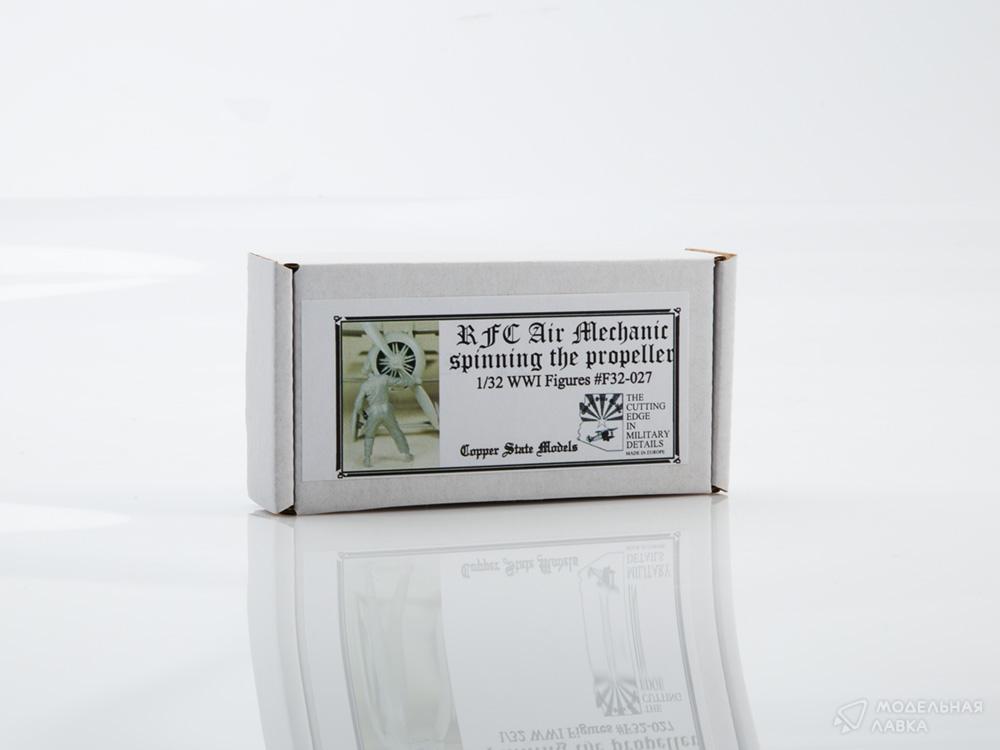 RFC Air Mechanic
spinning the propeller
1/32 WWI Figures #F32-027
THE
CUTTING
EDGE
IN
MILITARY
DETAILS
MADE IN EUROPE
Copper State Models
МОДЕЛЬНАЯ
ЛАВКА